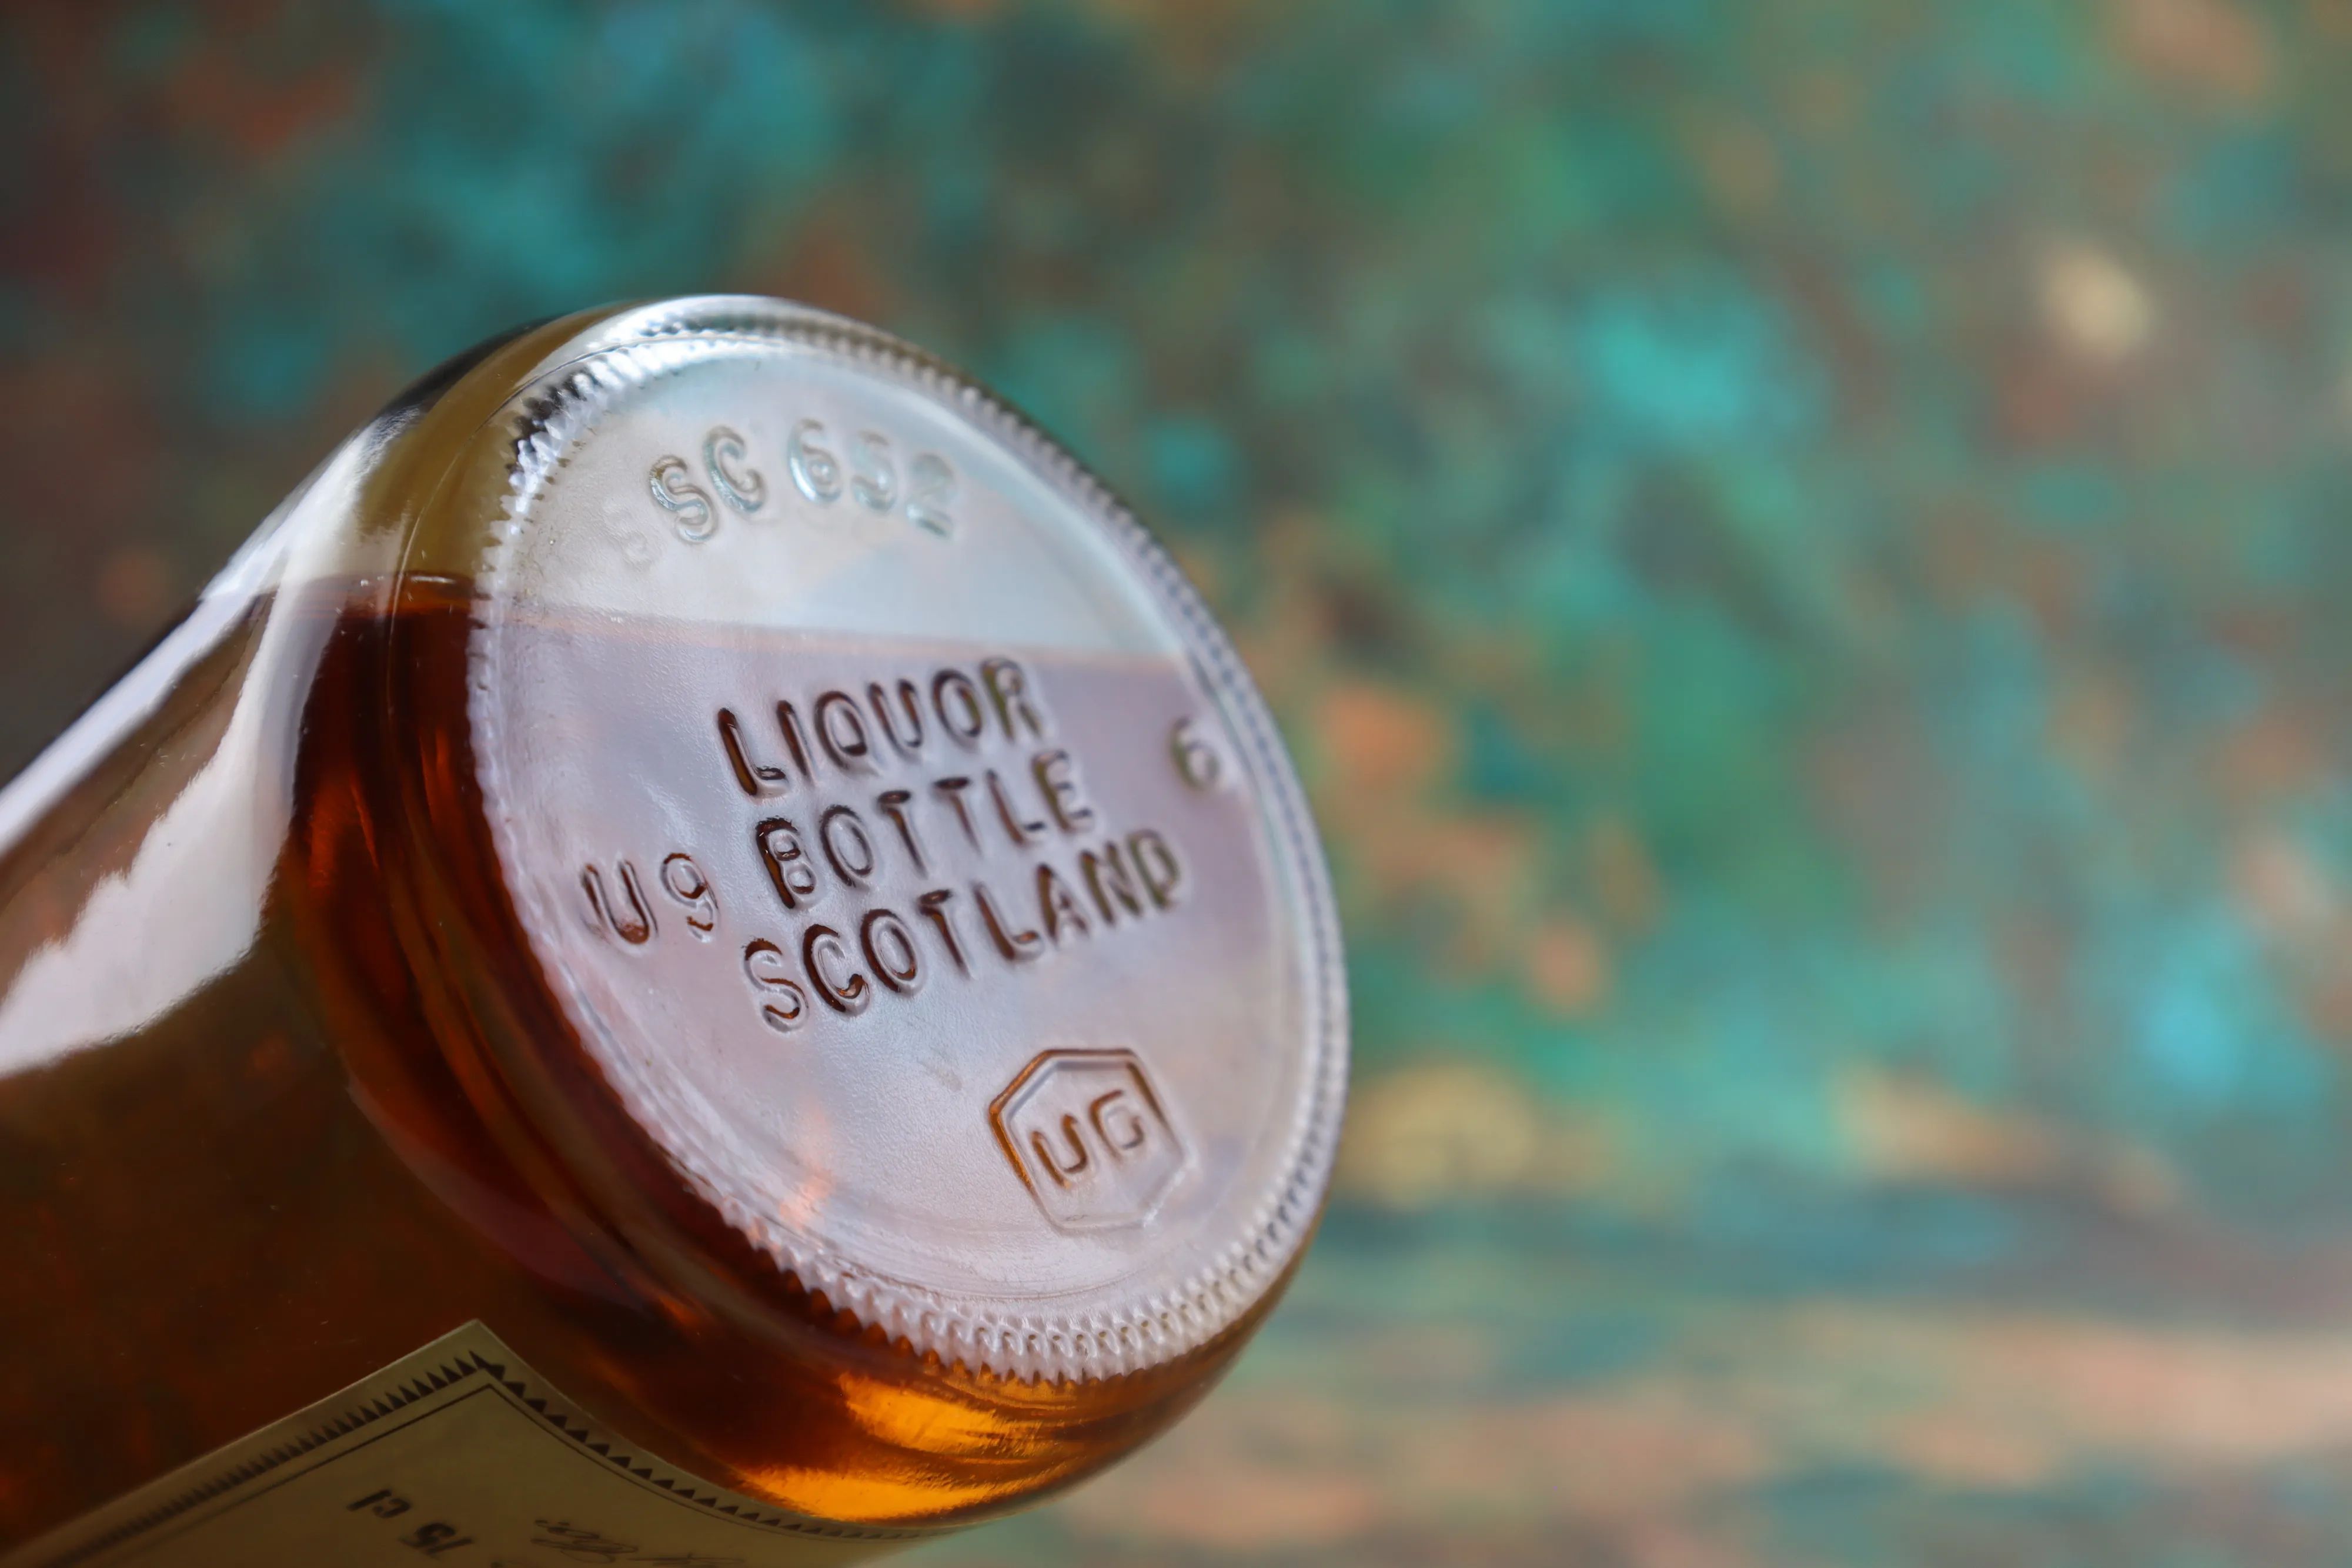 SC 652
LIQUOR
BOTTLE
SCOTLAND
U9
6
UG
75 cl